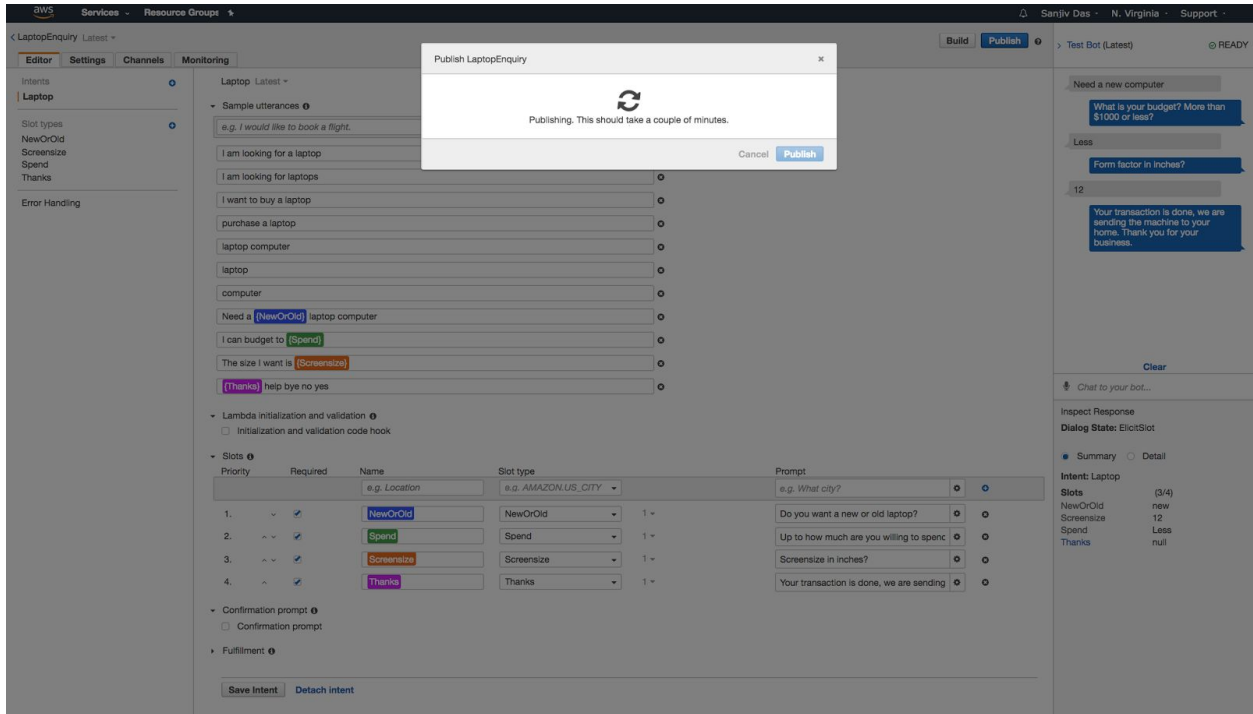 aws Services Resource Groups Sanjiv Das N. Virginia Support
LaptopEnquiry Latest
Build Publish
Test Bot (Latest) READY
Editor Settings Channels Monitoring
Publish LaptopEnquiry
Publishing. This should take a couple of minutes.
Cancel Publish
Intents
Laptop
Slot types
NewOrOld
Screensize
Spend
Thanks
Error Handling
Laptop Latest
Sample utterances
e.g. I would like to book a flight.
I am looking for a laptop
I am looking for laptops
I want to buy a laptop
purchase a laptop
laptop computer
laptop
computer
Need a {NewOrOld} laptop computer
I can budget to {Spend}
The size I want is {Screensize}
{Thanks} help bye no yes
Lambda initialization and validation
Initialization and validation code hook
Slots
Priority Required Name Slot type Prompt
e.g. Location e.g. AMAZON.US_CITY e.g. What city?
1. NewOrOld NewOrOld 1 Do you want a new or old laptop?
2. Spend Spend 1 Up to how much are you willing to spenc
3. Screensize Screensize 1 Screensize in inches?
4. Thanks Thanks 1 Your transaction is done, we are sending
Confirmation prompt
Confirmation prompt
Fulfillment
Save Intent Detach intent
Need a new computer
What is your budget? More than
$1000 or less?
Less
Form factor in inches?
12
Your transaction is done, we are
sending the machine to your
home. Thank you for your
business.
Clear
Chat to your bot...
Inspect Response
Dialog State: ElicitSlot
Summary Detail
Intent: Laptop
Slots (3/4)
NewOrOld new
Screensize 12
Spend Less
Thanks null